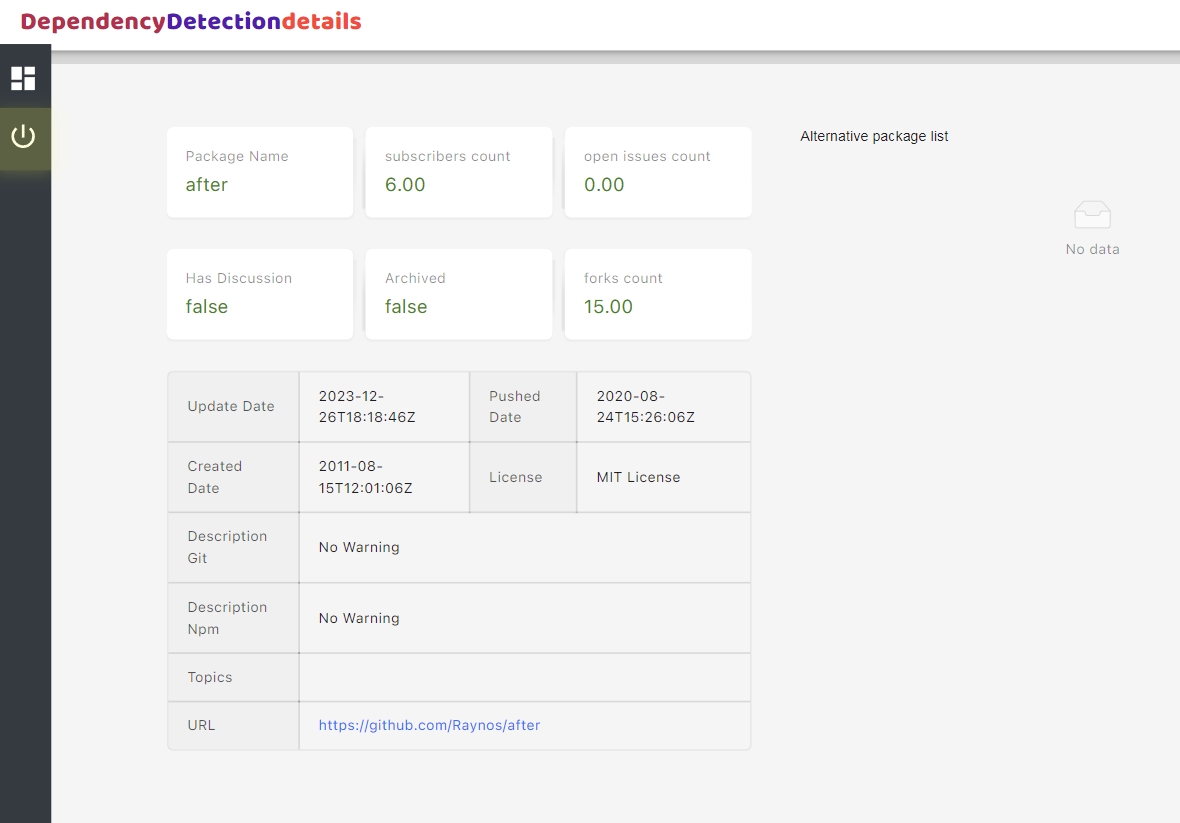 DependencyDetectiondetails
Package Name
after
subscribers count
6.00
open issues count
0.00
Has Discussion
false
Archived
false
forks count
15.00
Alternative package list
No data
Update Date
2023-12-
26T18:18:46Z
Pushed
Date
2020-08-
24T15:26:06Z
Created
Date
2011-08-
15T12:01:06Z
License
MIT License
Description
Git
No Warning
Description
Npm
No Warning
Topics
URL
https://github.com/Raynos/after